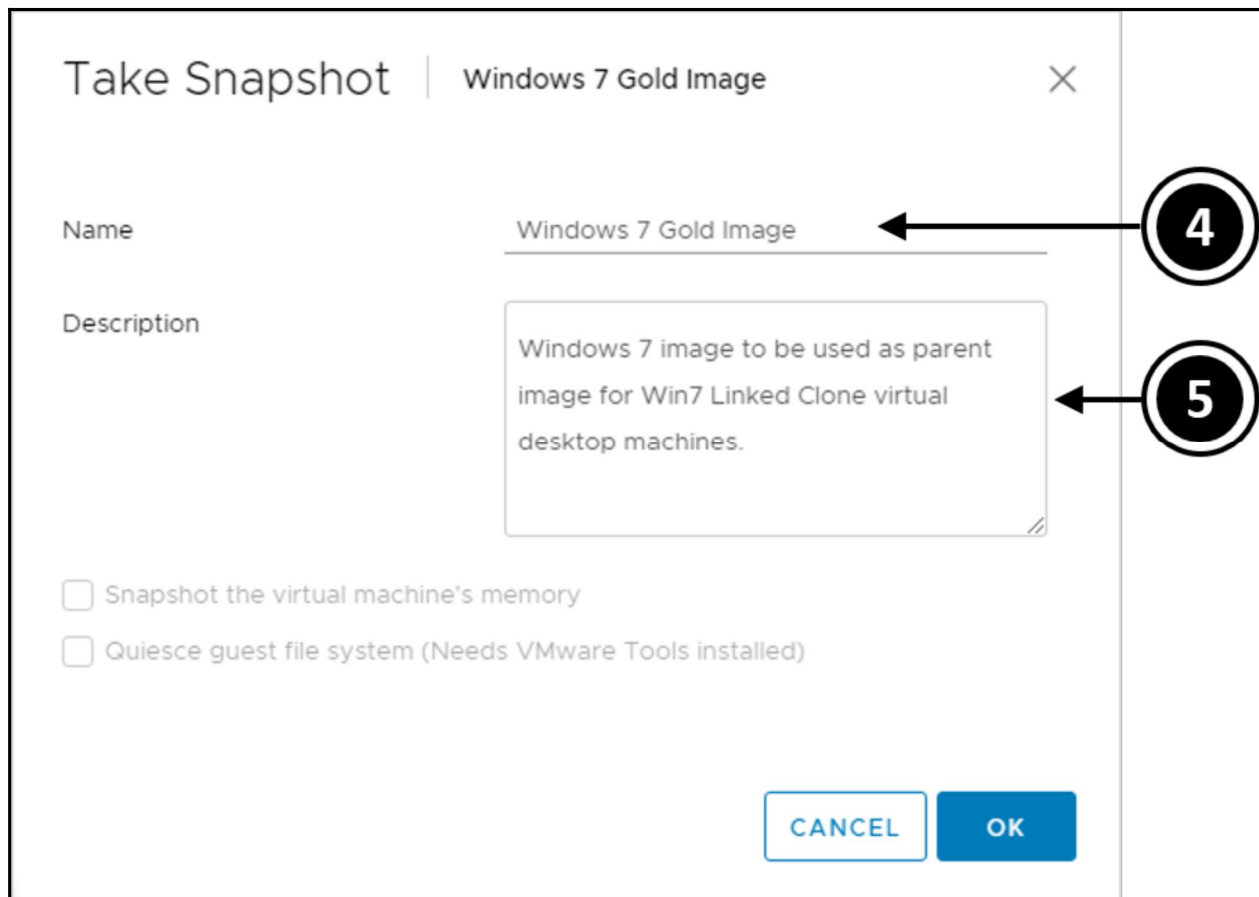 Take Snapshot Windows 7 Gold Image
Name Windows 7 Gold Image
4
Description
Windows 7 image to be used as parent
image for Win7 Linked Clone virtual
desktop machines.
5
Snapshot the virtual machine's memory
Quiesce guest file system (Needs VMware Tools installed)
CANCEL OK